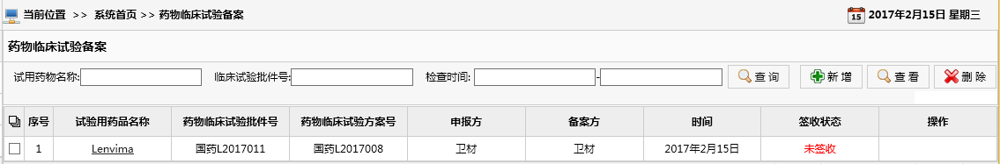 当前位置 >> 系统首页 >> 药物临床试验备案
15 2017年2月15日 星期三
药物临床试验备案
试用药物名称: 临床试验批件号: 检查时间: - 查 询 新 增 查 看 删 除
序号 试验用药品名称 药物临床试验批件号 药物临床试验方案号 申报方 备案方 时间 签收状态 操作
1 Lenvima 国药L2017011 国药L2017008 卫材 卫材 2017年2月15日 未签收